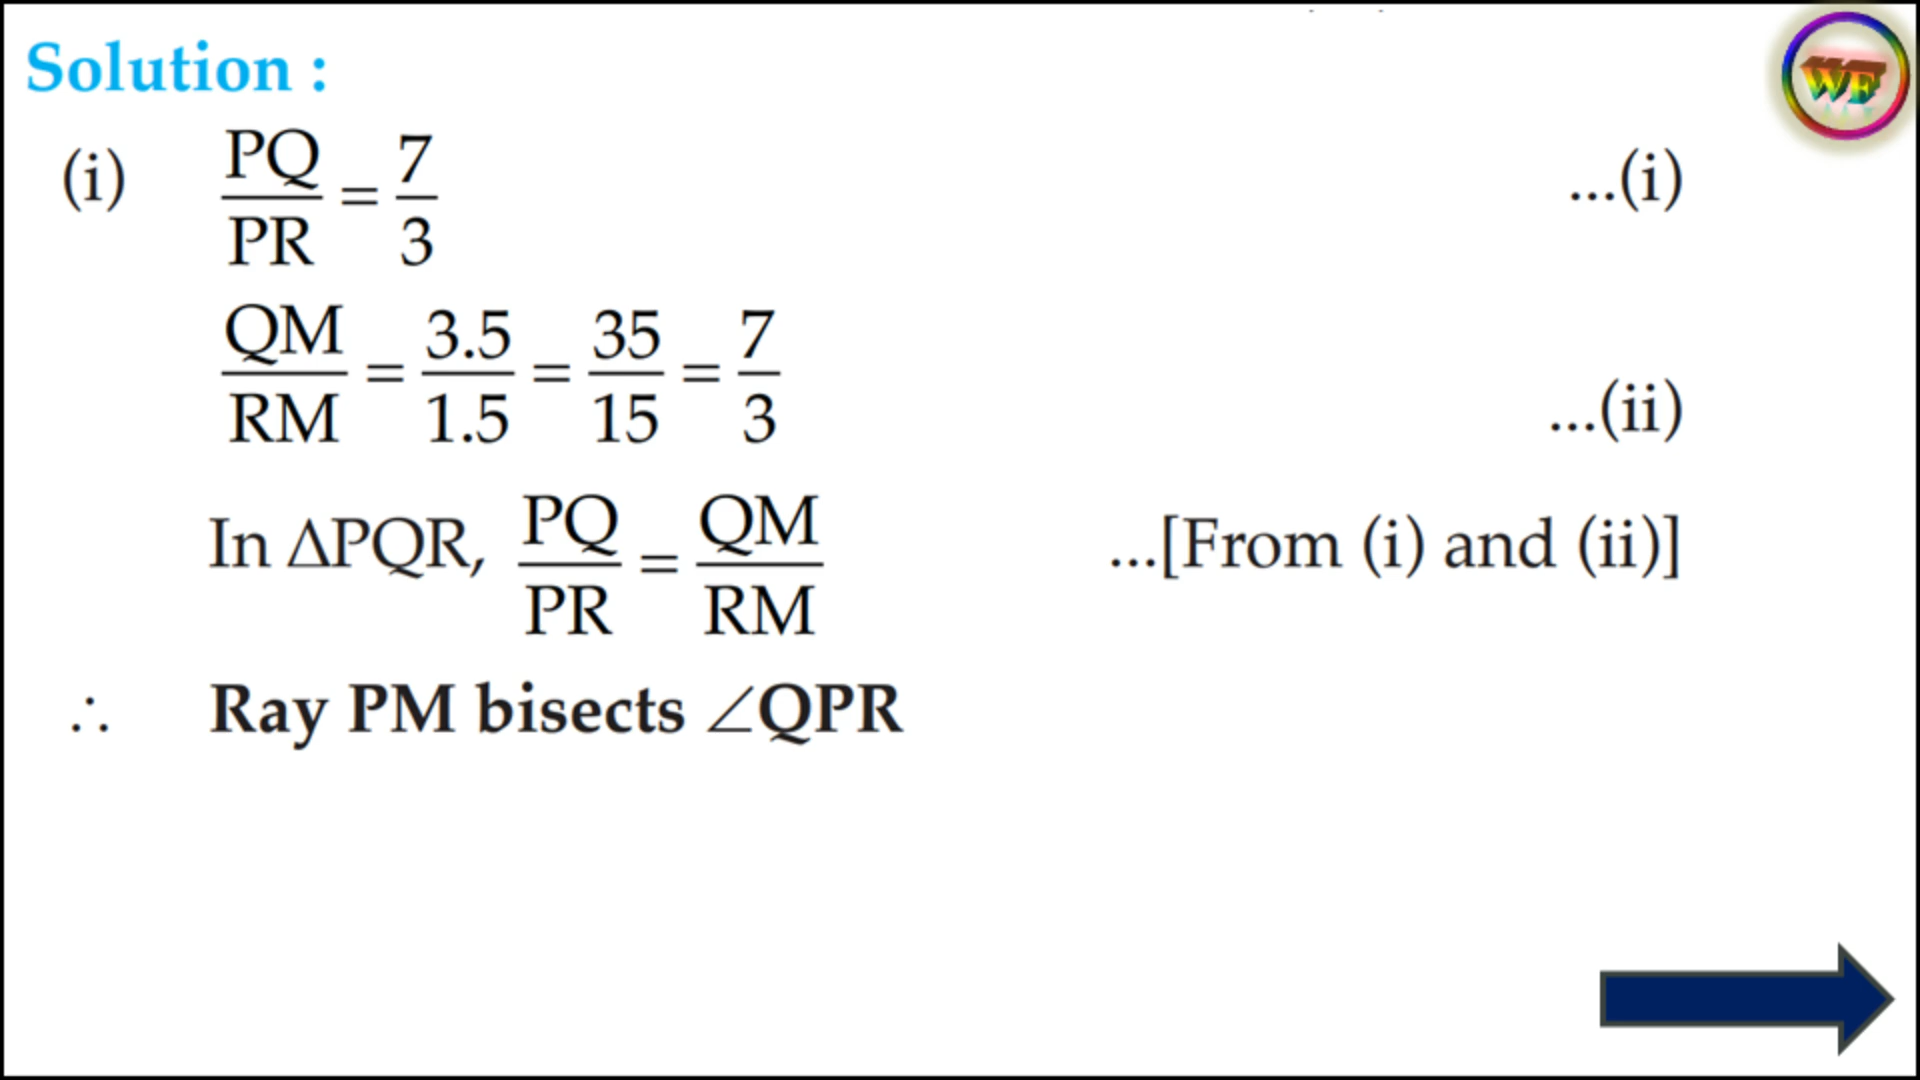 Solution :
(i) PQ/PR = 7/3 ...(i)
QM/RM = 3.5/1.5 = 35/15 = 7/3 ...(ii)
In ΔPQR, PQ/PR = QM/RM ...[From (i) and (ii)]
∴ Ray PM bisects ∠QPR
WE